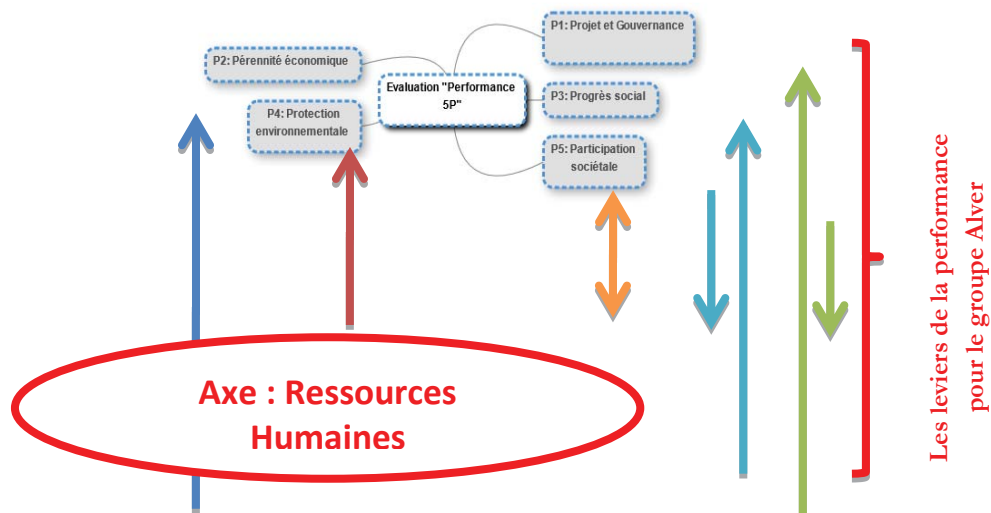 P1: Projet et Gouvernance
P2: Pérennité économique
Evaluation "Performance
5P"
P3: Progrès social
P4: Protection
environnementale
P5: Participation
sociétale
Axe : Ressources
Humaines
Les leviers de la performance
pour le groupe Alver